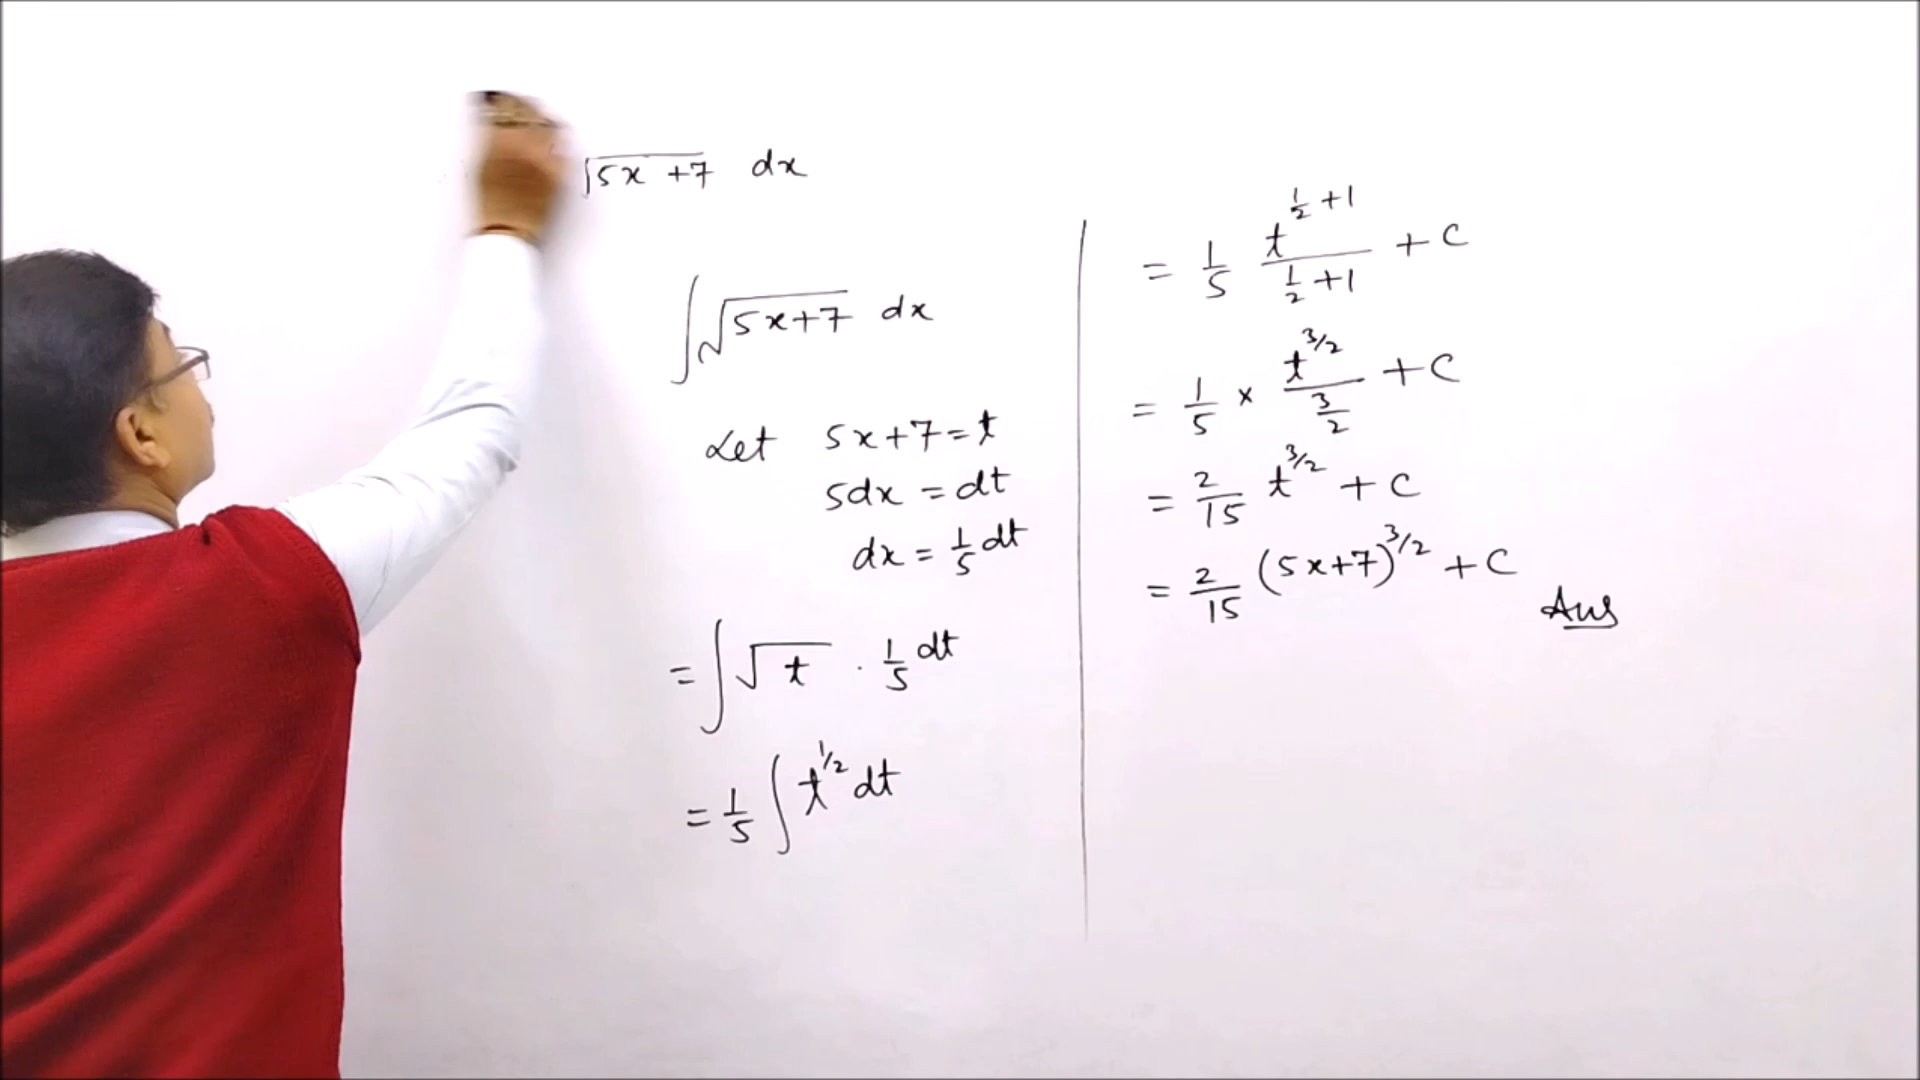 √5x+7 dx
∫√5x+7 dx
Let 5x+7=t
5dx = dt
dx = 1/5 dt
= ∫√t . 1/5 dt
= 1/5 ∫ t^1/2 dt
= 1/5 t^(1/2 +1) / (1/2 +1) + C
= 1/5 × t^3/2 / (3/2) + C
= 2/15 t^3/2 + C
= 2/15 (5x+7)^3/2 + C
Ans